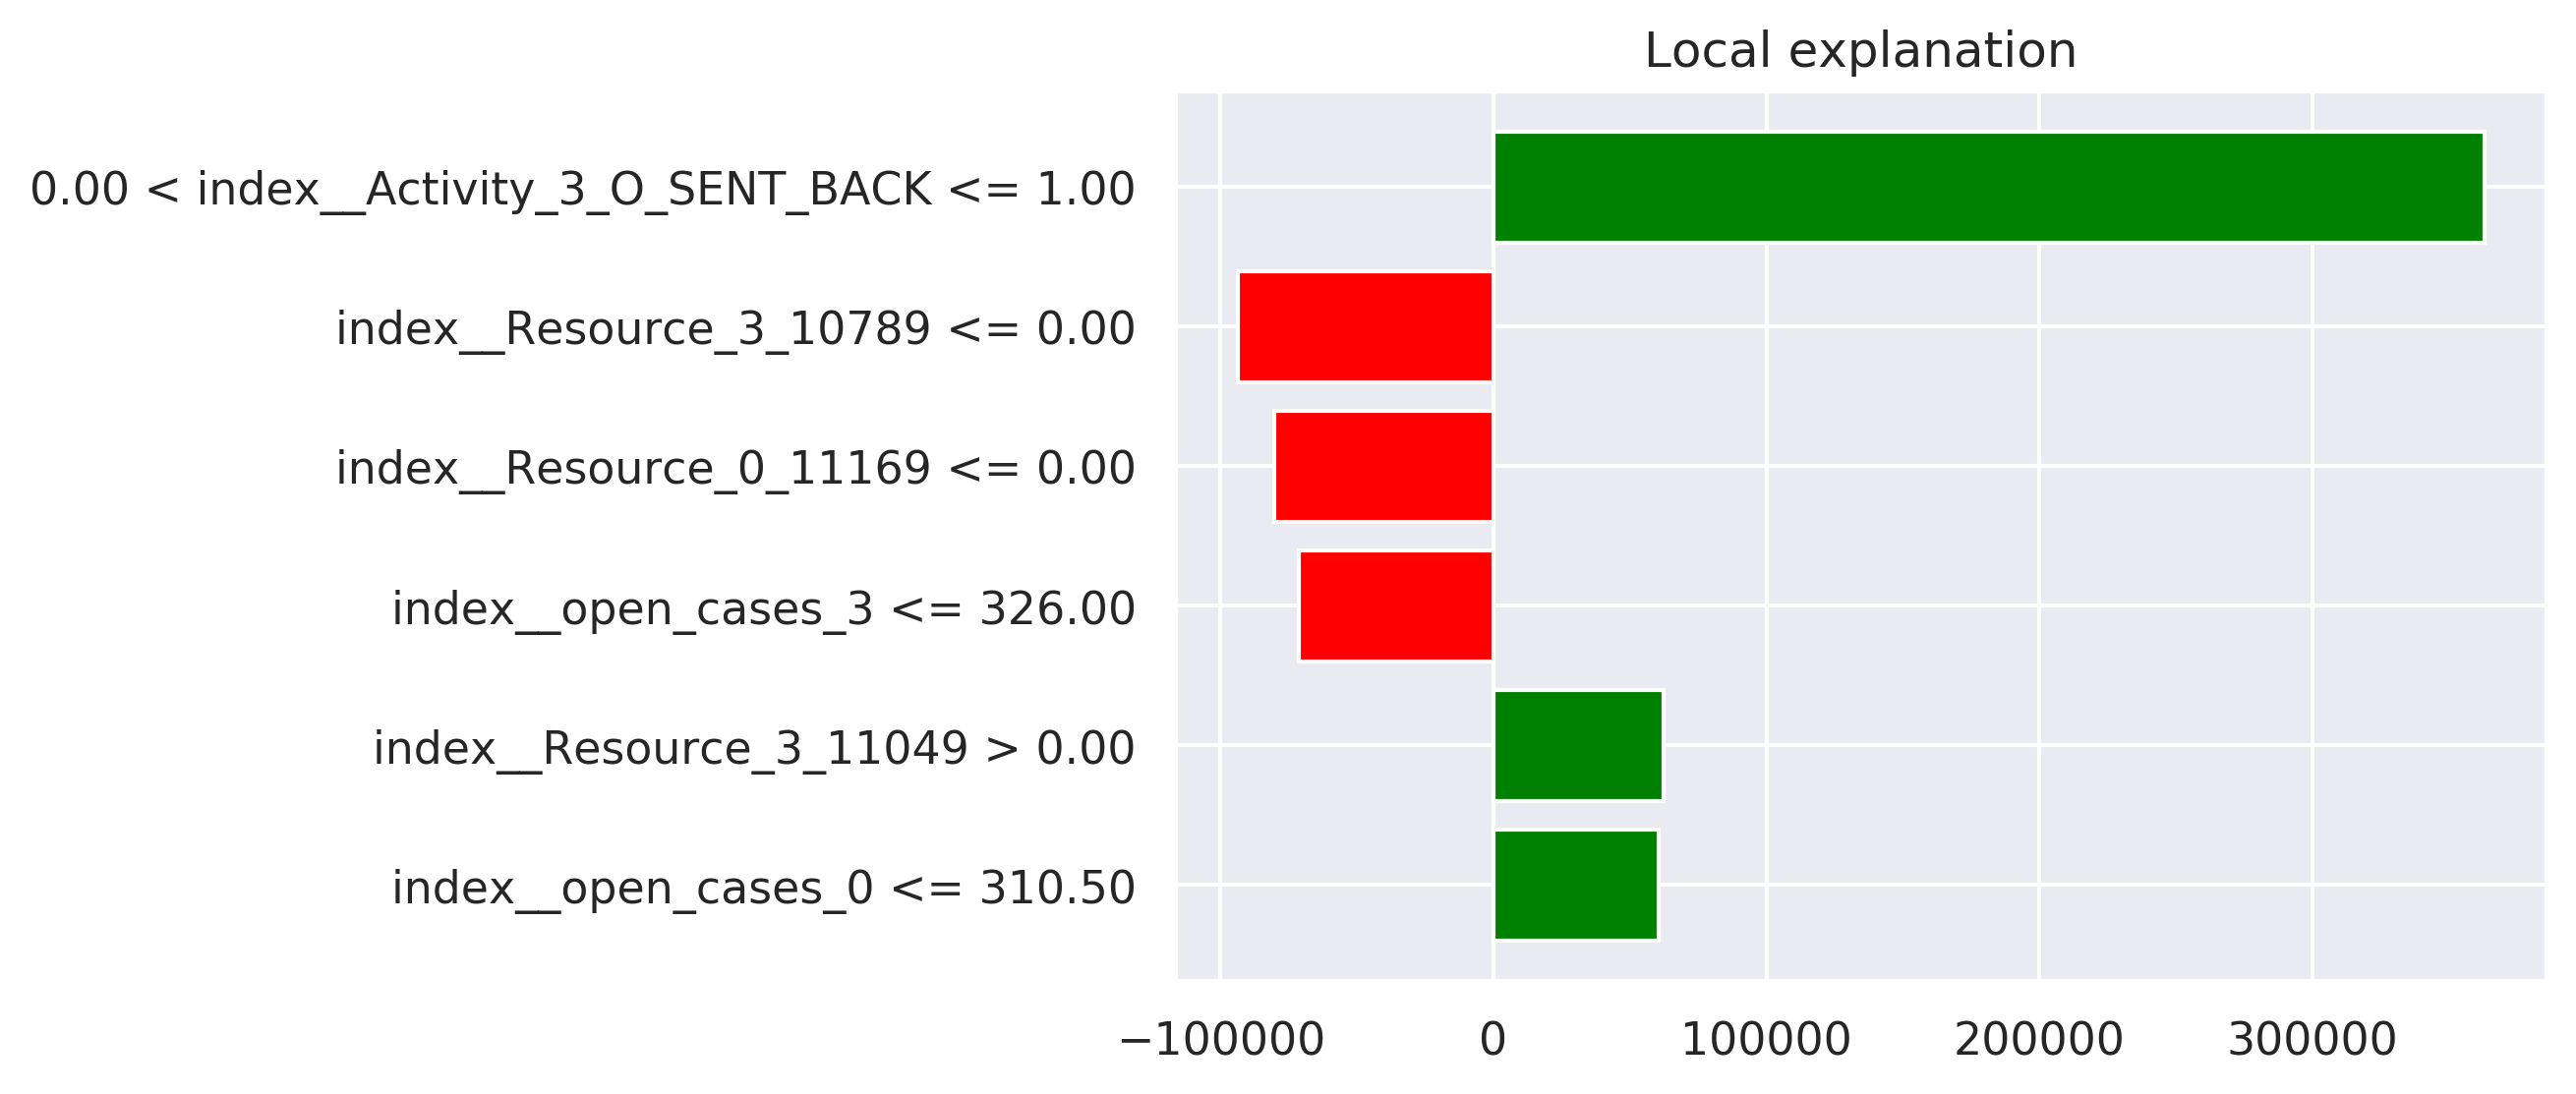 Local explanation
0.00 < index__Activity_3_O_SENT_BACK <= 1.00
index__Resource_3_10789 <= 0.00
index__Resource_0_11169 <= 0.00
index__open_cases_3 <= 326.00
index__Resource_3_11049 > 0.00
index__open_cases_0 <= 310.50
−100000 0 100000 200000 300000